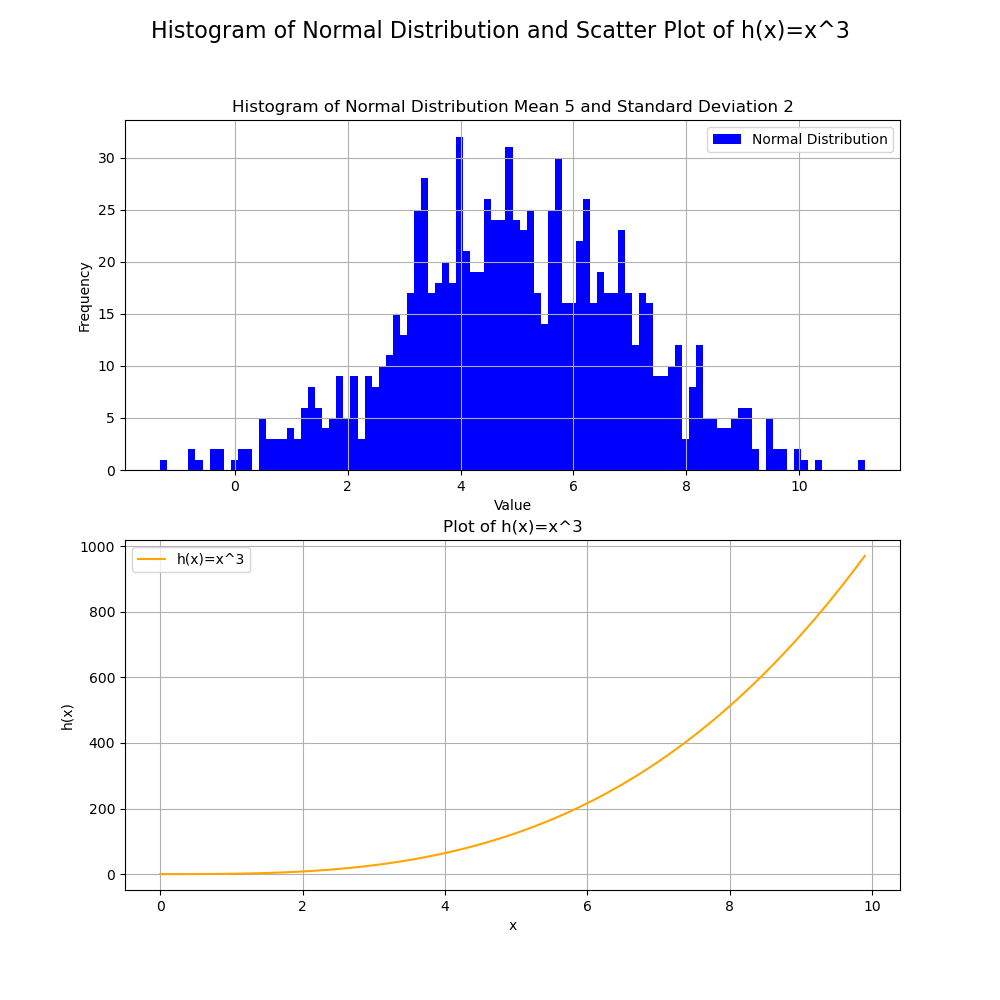 Histogram of Normal Distribution and Scatter Plot of h(x)=x^3
Histogram of Normal Distribution Mean 5 and Standard Deviation 2
Normal Distribution
30
25
20
15
10
5
0
Frequency
0 2 4 6 8 10
Value
Plot of h(x)=x^3
h(x)=x^3
1000
800
600
400
200
0
h(x)
0 2 4 6 8 10
x